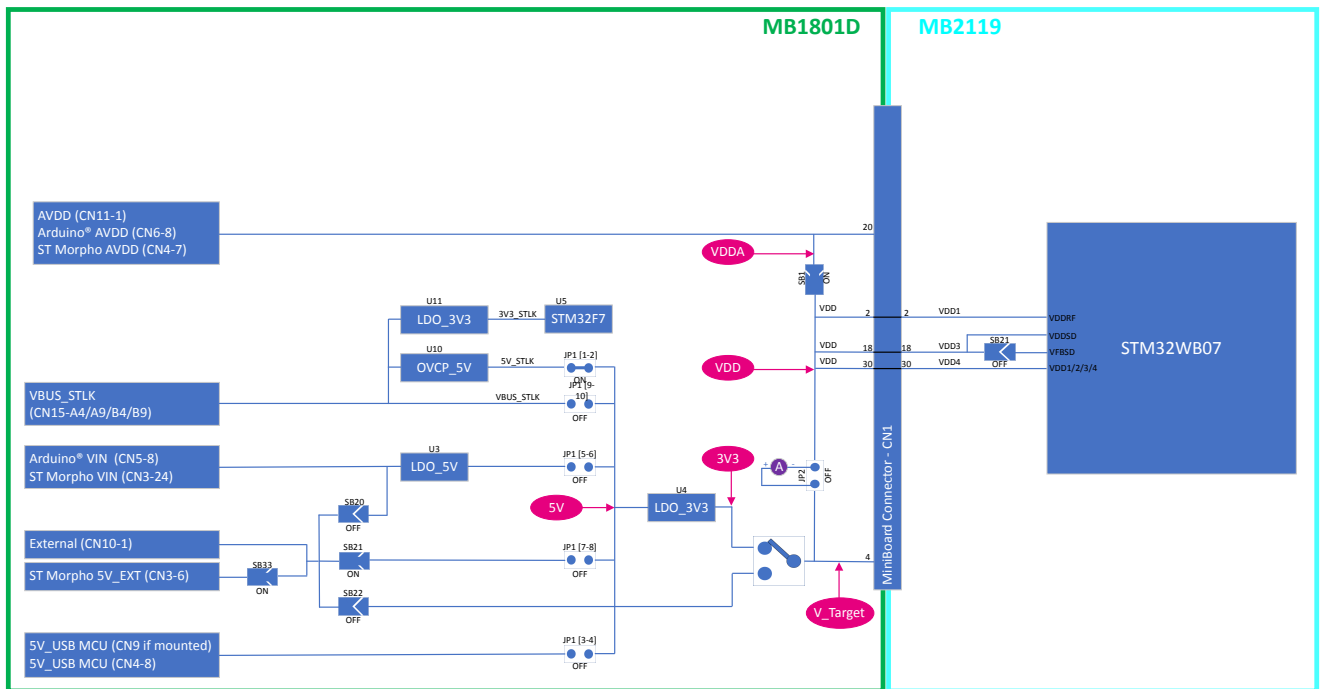 MB1801D
MB2119
AVDD (CN11-1)
Arduino® AVDD (CN6-8)
ST Morpho AVDD (CN4-7)
20
VDDA
SB1
ON
U11
LDO_3V3
3V3_STLK
U5
STM32F7
VDD
2
2
VDD1
VDDRF
VDDSD
STM32WB07
U10
OVCP_5V
5V_STLK
JP1 [1-2]
ON
VDD
18
18
VDD3
SB21
OFF
VFBSD
VDD
VDD
30
30
VDD4
VDD1/2/3/4
VBUS_STLK
(CN15-A4/A9/B4/B9)
VBUS_STLK
JP1 [9-
10]
OFF
Arduino® VIN (CN5-8)
ST Morpho VIN (CN3-24)
U3
LDO_5V
JP1 [5-6]
OFF
3V3
+
A
-
JP2
OFF
MiniBoard Connector - CN1
SB20
OFF
5V
U4
LDO_3V3
External (CN10-1)
ST Morpho 5V_EXT (CN3-6)
SB33
ON
SB21
ON
JP1 [7-8]
OFF
4
SB22
OFF
V_Target
5V_USB MCU (CN9 if mounted)
5V_USB MCU (CN4-8)
JP1 [3-4]
OFF